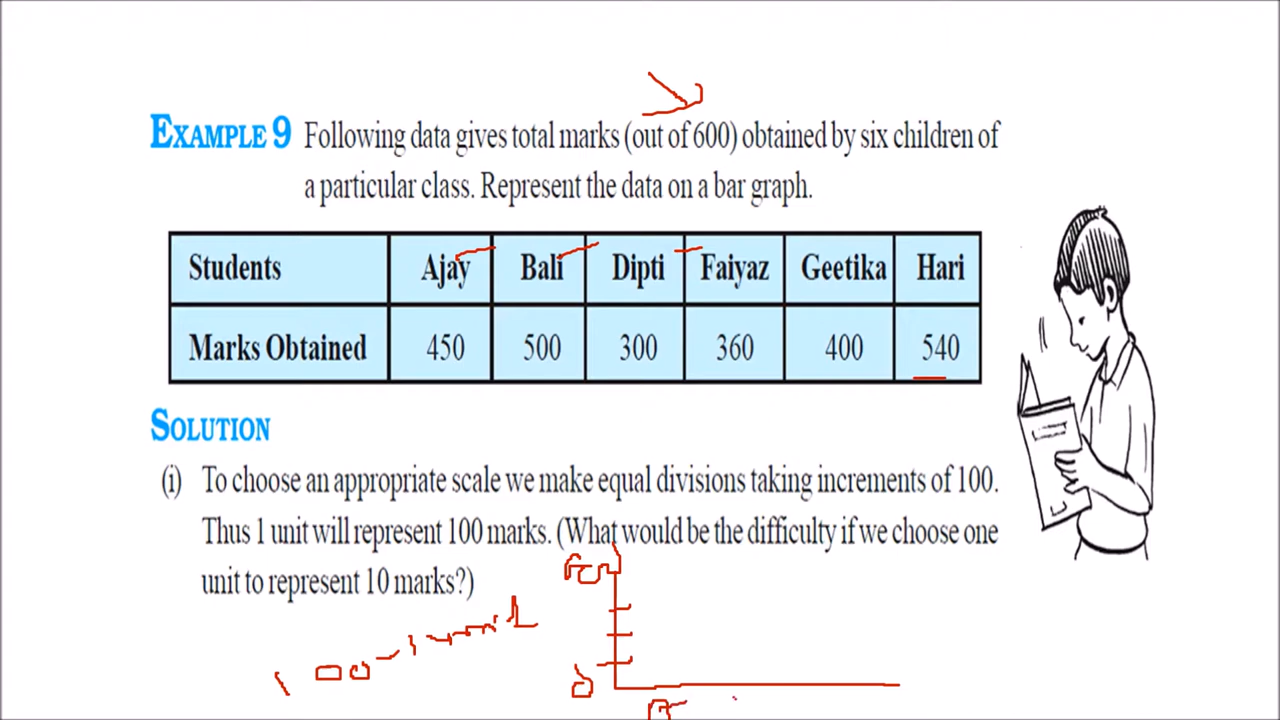 EXAMPLE 9 Following data gives total marks (out of 600) obtained by six children of
a particular class. Represent the data on a bar graph.
Students Ajay Bali Dipti Faiyaz Geetika Hari
Marks Obtained 450 500 300 360 400 540
SOLUTION
(i) To choose an appropriate scale we make equal divisions taking increments of 100.
Thus 1 unit will represent 100 marks. (What would be the difficulty if we choose one
unit to represent 10 marks?)
100-1 unit